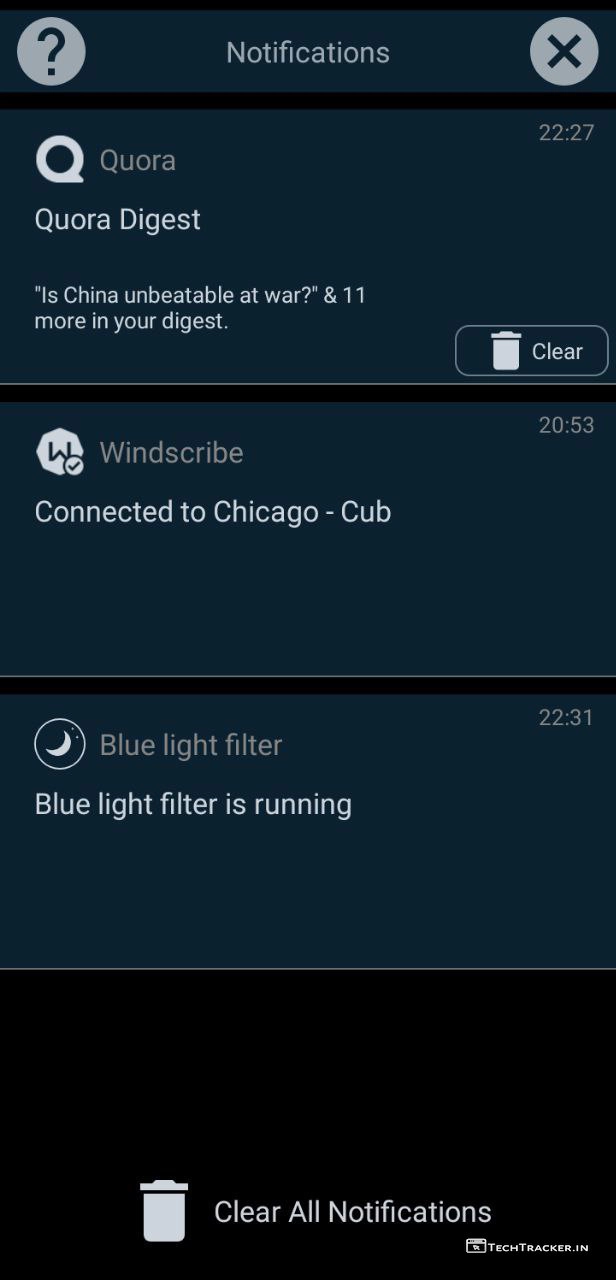 Notifications
22:27
Quora
Quora Digest
"Is China unbeatable at war?" & 11
more in your digest.
Clear
20:53
Windscribe
Connected to Chicago - Cub
22:31
Blue light filter
Blue light filter is running
Clear All Notifications
TECHTRACKER.IN